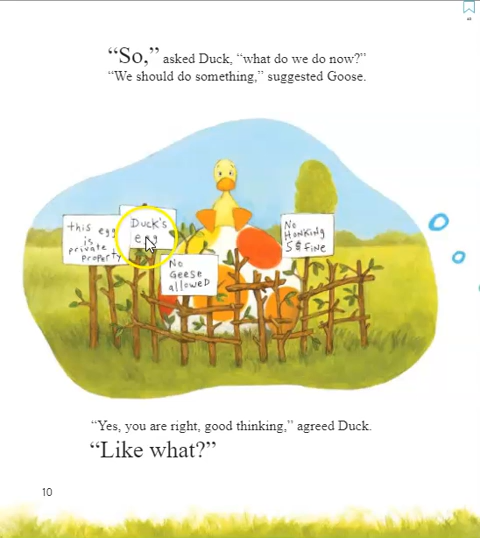 “So,” asked Duck, “what do we do now?”
“We should do something,” suggested Goose.
this egg
is
private
property
Duck's
egg
No
Geese
allowed
No
Honking
5¢ fine
“Yes, you are right, good thinking,” agreed Duck.
“Like what?”
10